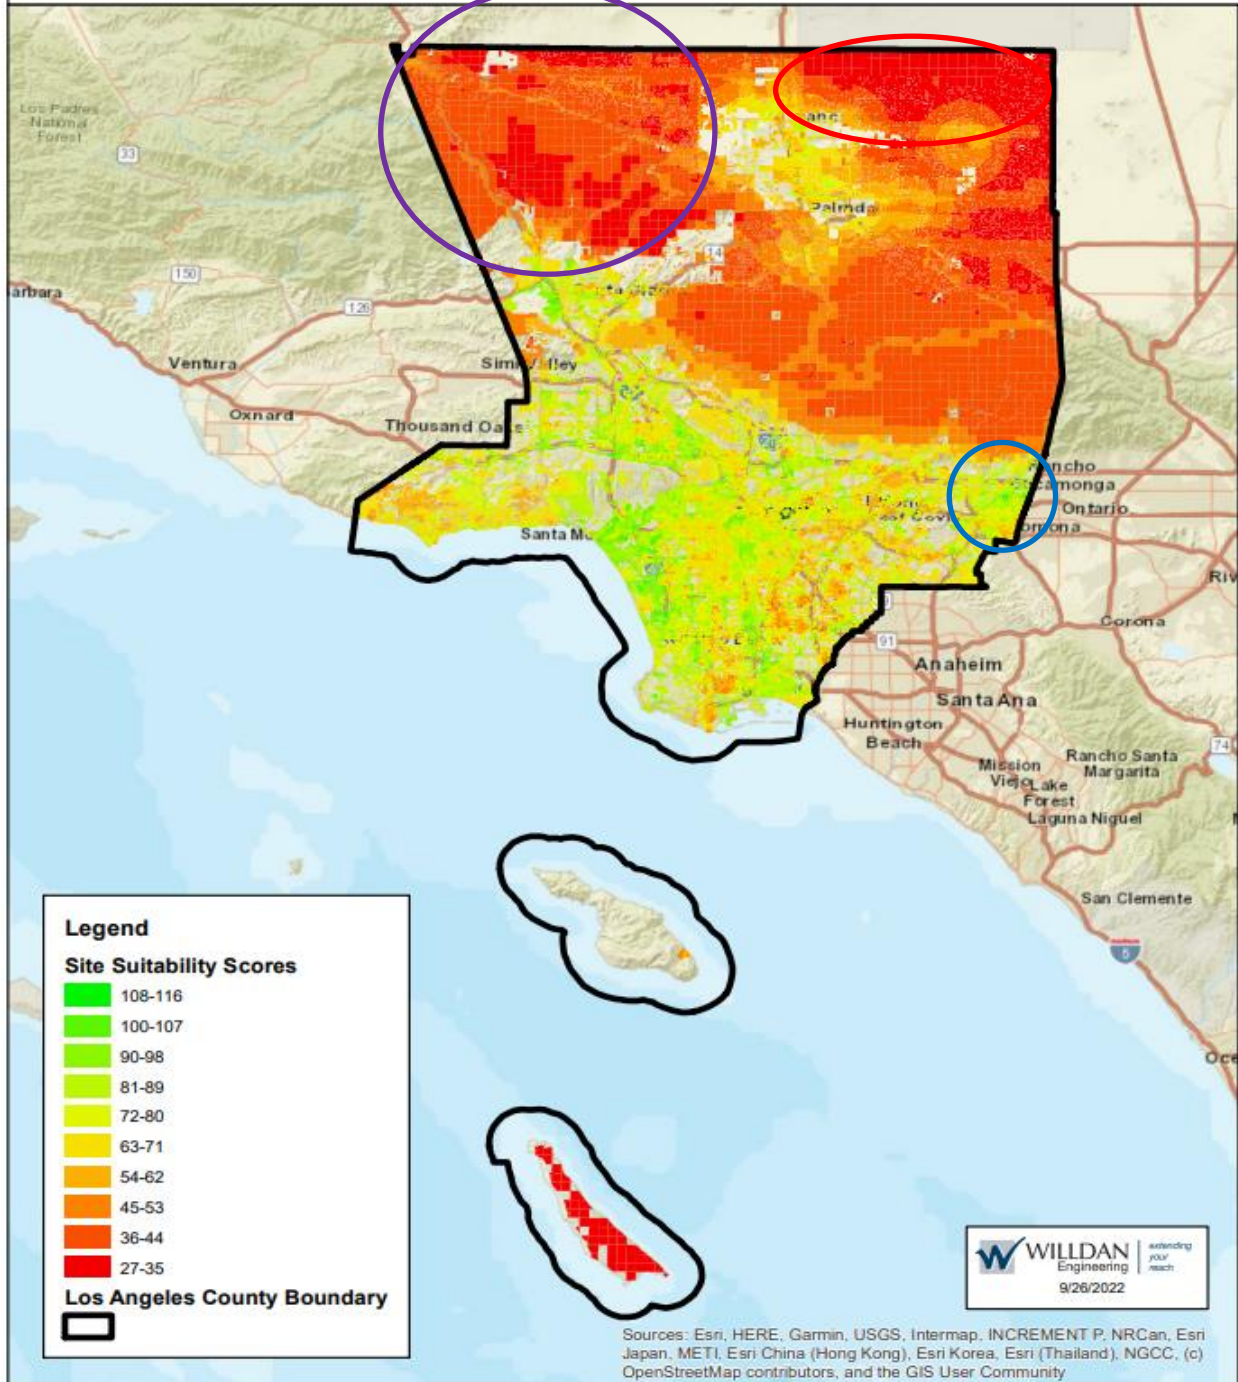 Los Padres
National
Forest
33
anc
Palmda
14
150
arbara
126
Ventura
Oxnard
Thousand Oaks
Santa Mo
ncho
camonga
Ontario
omona
Riv
Corona
91
Anaheim
Santa Ana
Huntington
Beach
Mission
Viejo
Lake
Forest
Rancho Santa
Margarita
74
Laguna Niguel
San Clemente
5
Oce
Legend
Site Suitability Scores
108-116
100-107
90-98
81-89
72-80
63-71
54-62
45-53
36-44
27-35
Los Angeles County Boundary
W WILLDAN
Engineering
extending
your
reach
9/26/2022
Sources: Esri, HERE, Garmin, USGS, Intermap, INCREMENT P, NRCan, Esri
Japan, METI, Esri China (Hong Kong), Esri Korea, Esri (Thailand), NGCC, (c)
OpenStreetMap contributors, and the GIS User Community